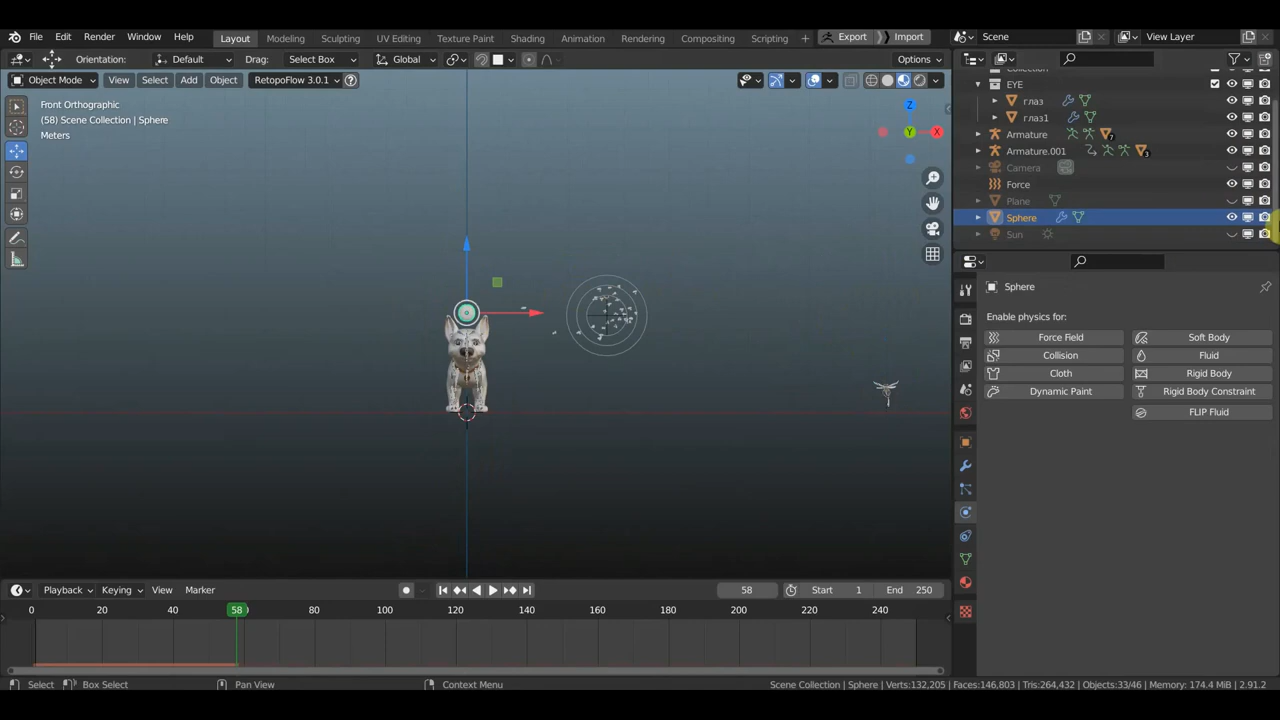 File Edit Render Window Help Layout Modeling Sculpting UV Editing Texture Paint Shading Animation Rendering Compositing Scripting + Export Import Scene View Layer
Orientation: Default Drag: Select Box Global Options
Object Mode View Select Add Object RetopoFlow 3.0.1
Front Orthographic
(58) Scene Collection | Sphere
Meters
Z
Y
X
EYE
глаз
глаз1
Armature 7
Armature.001 3
Camera
Force
Plane
Sphere
Sun
Sphere
Enable physics for:
Force Field Soft Body
Collision Fluid
Cloth Rigid Body
Dynamic Paint Rigid Body Constraint
FLIP Fluid
Playback Keying View Marker 58 Start 1 End 250
0 20 40 58 80 100 120 140 160 180 200 220 240
Select Box Select Pan View Context Menu Scene Collection | Sphere | Verts:132,205 | Faces:146,803 | Tris:264,432 | Objects:33/46 | Memory: 174.4 MiB | 2.91.2